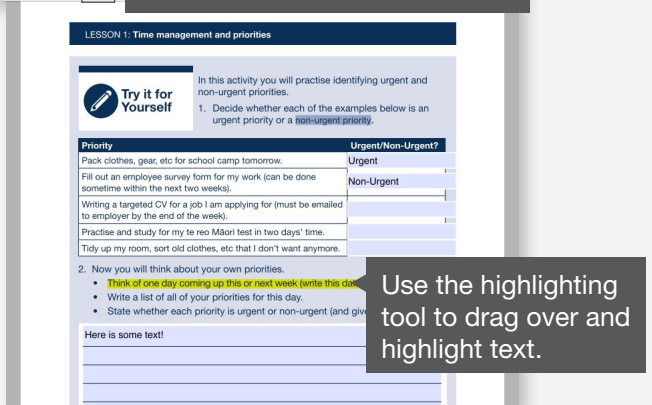 LESSON 1: Time management and priorities
Try it for
Yourself
In this activity you will practise identifying urgent and
non-urgent priorities.
1. Decide whether each of the examples below is an
urgent priority or a non-urgent priority.
Priority Urgent/Non-Urgent?
Pack clothes, gear, etc for school camp tomorrow. Urgent
Fill out an employee survey form for my work (can be done
sometime within the next two weeks). Non-Urgent
Writing a targeted CV for a job I am applying for (must be emailed
to employer by the end of the week).
Practise and study for my te reo Māori test in two days' time.
Tidy up my room, sort old clothes, etc that I don't want anymore.
2. Now you will think about your own priorities.
• Think of one day coming up this or next week (write this
• Write a list of all of your priorities for this day.
• State whether each priority is urgent or non-urgent (and
Here is some text!
Use the highlighting
tool to drag over and
highlight text.